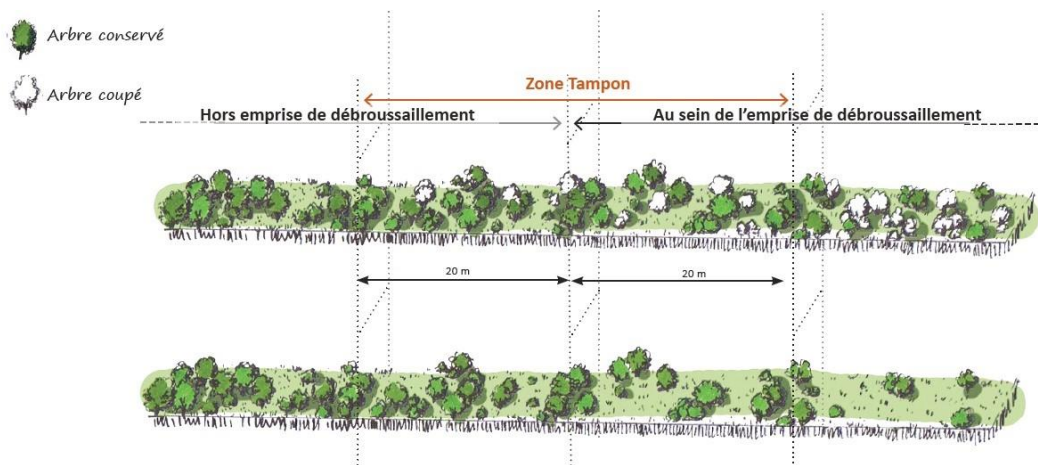 Arbre conservé
Arbre coupé
Zone Tampon
Hors emprise de débroussaillement
Au sein de l’emprise de débroussaillement
20 m
20 m